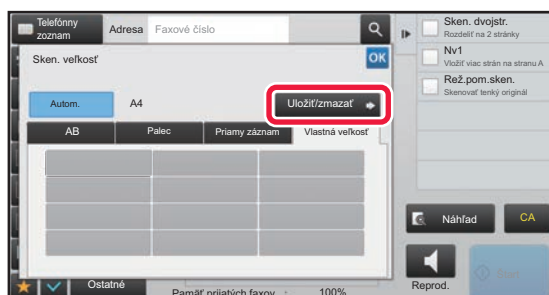 Telefónny
zoznam
Adresa
Faxové číslo
Sken. dvojstr.
Rozdeliť na 2 stránky
Nv1
Vložiť viac strán na stranu A
Rež.pom.sken.
Skenovať tenký originál
Sken. veľkosť
OK
Autom.
A4
Uložiť/zmazať
AB
Palec
Priamy záznam
Vlastná veľkosť
Náhľad
CA
Ostatné
Pamäť prijatých faxov :
100%
Reprod.
Štart